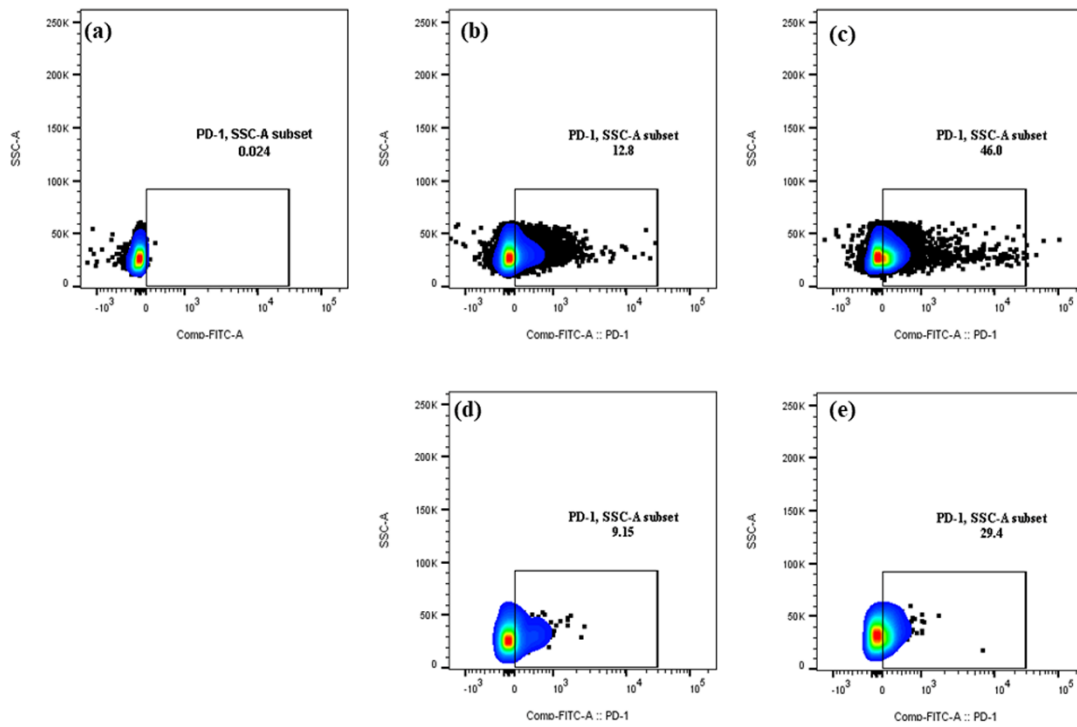 (a)
250K
200K
150K
100K
50K
0
SSC-A
PD-1, SSC-A subset
0.024
-10³ 0 10³ 10⁴ 10⁵
Comp-FITC-A
(b)
250K
200K
150K
100K
50K
0
SSC-A
PD-1, SSC-A subset
12.8
-10³ 0 10³ 10⁴ 10⁵
Comp-FITC-A :: PD-1
(c)
250K
200K
150K
100K
50K
0
SSC-A
PD-1, SSC-A subset
46.0
-10³ 0 10³ 10⁴ 10⁵
Comp-FITC-A :: PD-1
(d)
250K
200K
150K
100K
50K
0
SSC-A
PD-1, SSC-A subset
9.15
-10³ 0 10³ 10⁴ 10⁵
Comp-FITC-A :: PD-1
(e)
250K
200K
150K
100K
50K
0
SSC-A
PD-1, SSC-A subset
29.4
-10³ 0 10³ 10⁴ 10⁵
Comp-FITC-A :: PD-1